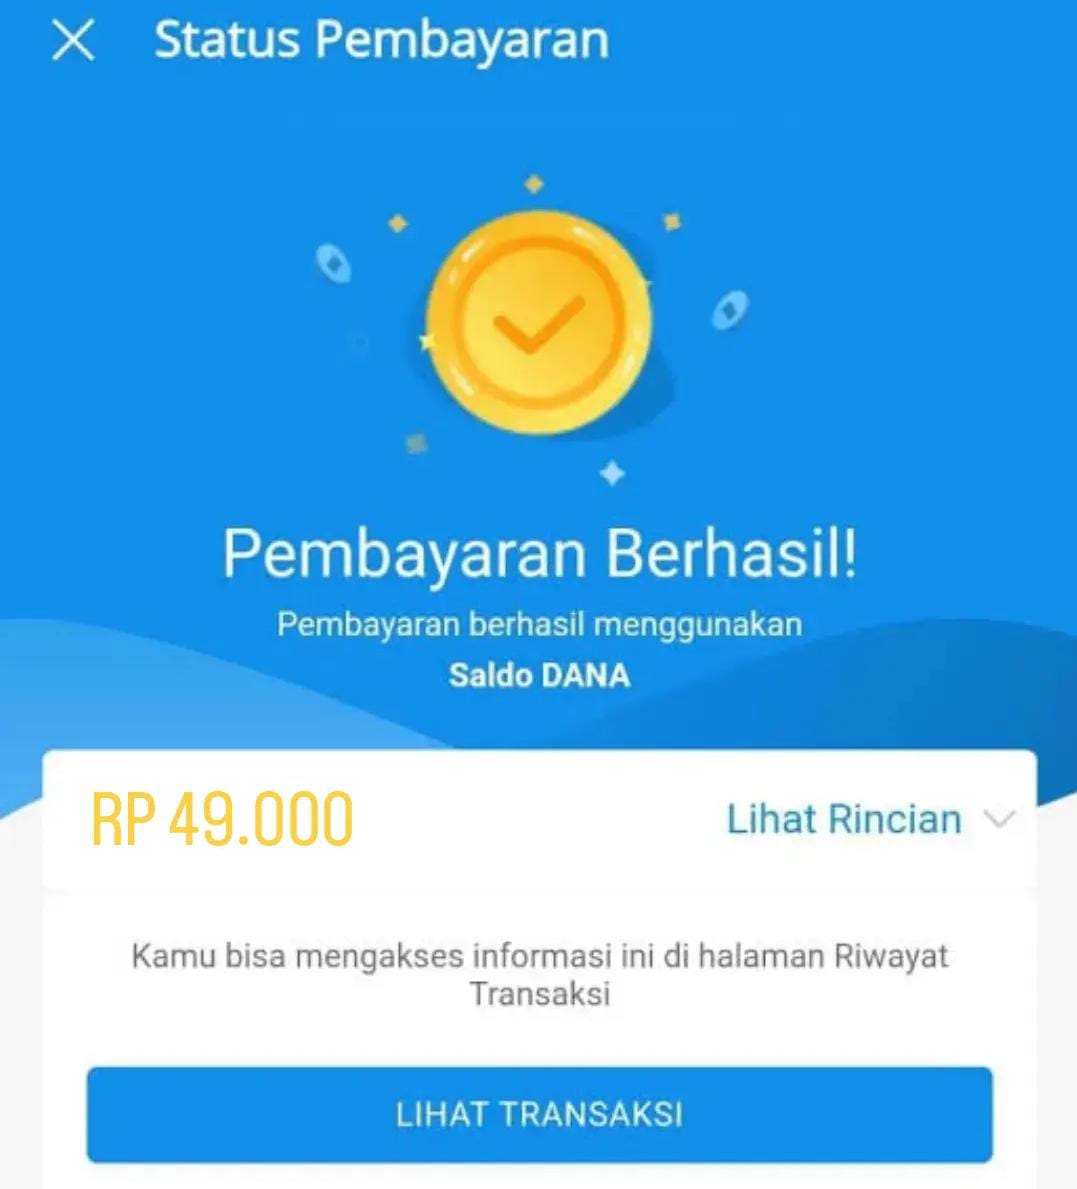 Status Pembayaran
Pembayaran Berhasil!
Pembayaran berhasil menggunakan
Saldo DANA
RP 49.000
Lihat Rincian
Kamu bisa mengakses informasi ini di halaman Riwayat
Transaksi
LIHAT TRANSAKSI